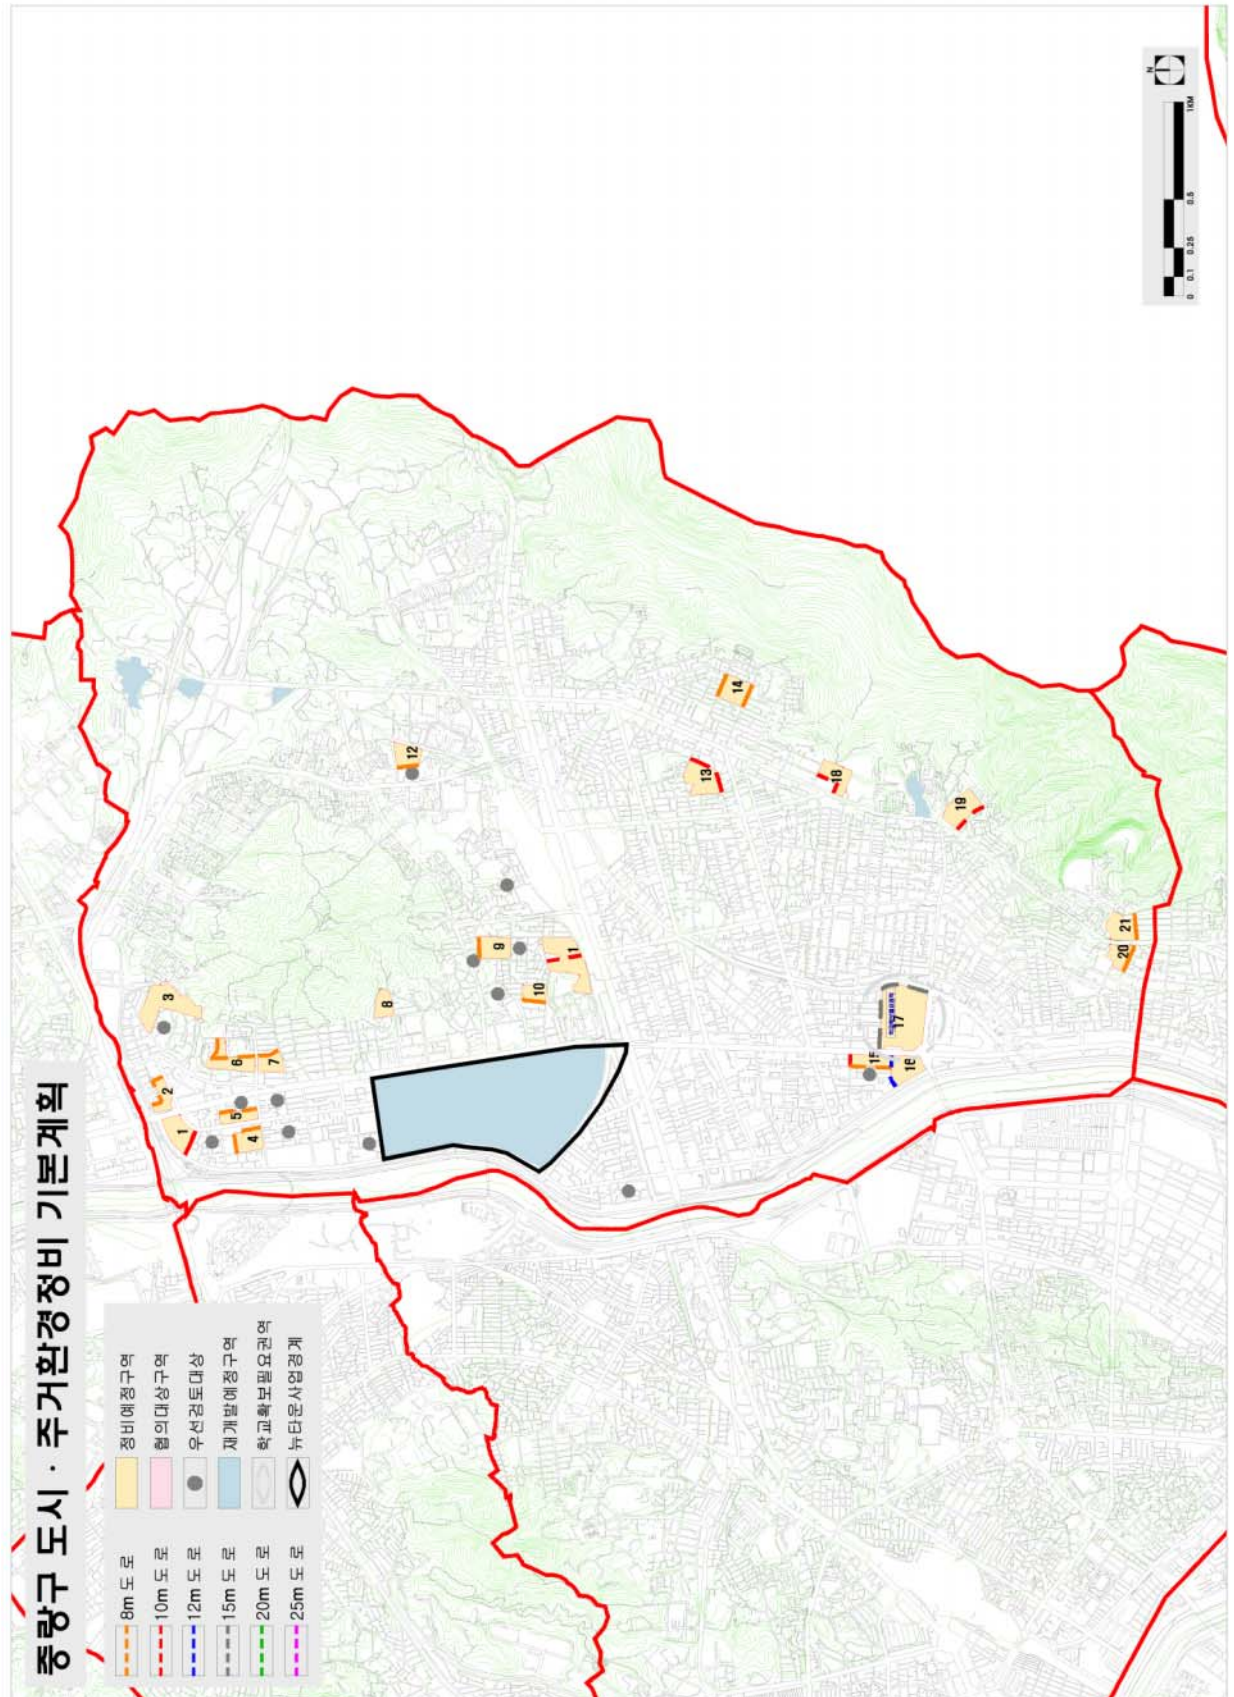 중랑구 도시 · 주거환경정비 기본계획
8m 도 로
10m 도 로
12m 도 로
15m 도 로
20m 도 로
25m 도 로
정비예정구역
협의대상구역
우선검토대상
재개발예정구역
학교확보필요권역
뉴타운사업경계
1
2
3
4
5
6
7
8
9
10
11
12
13
14
15
16
17
18
19
20
21
N
0 0.1 0.25 0.5 1KM